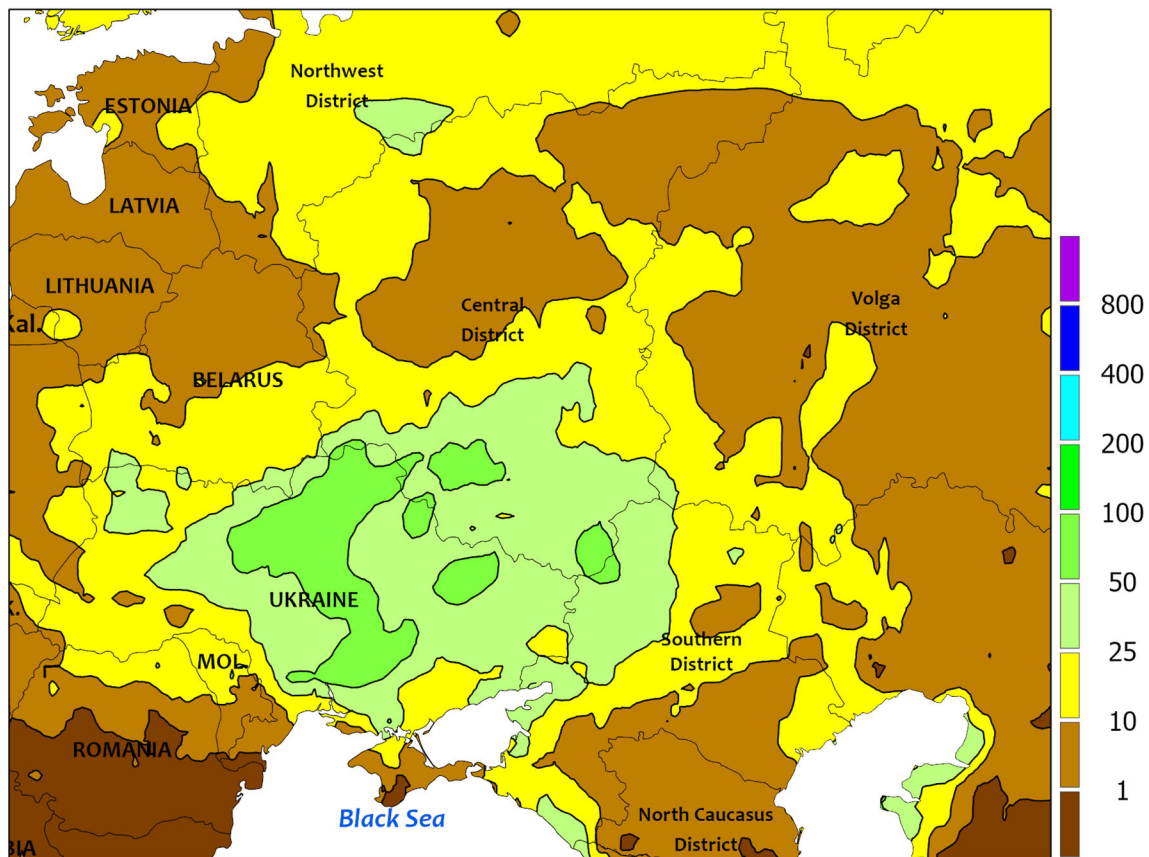 Northwest
District
ESTONIA
LATVIA
LITHUANIA
Kal.
Central
District
Volga
District
BELARUS
UKRAINE
K.
Southern
District
MOL.
ROMANIA
Black Sea
North Caucasus
District
BIA
800
400
200
100
50
25
10
1